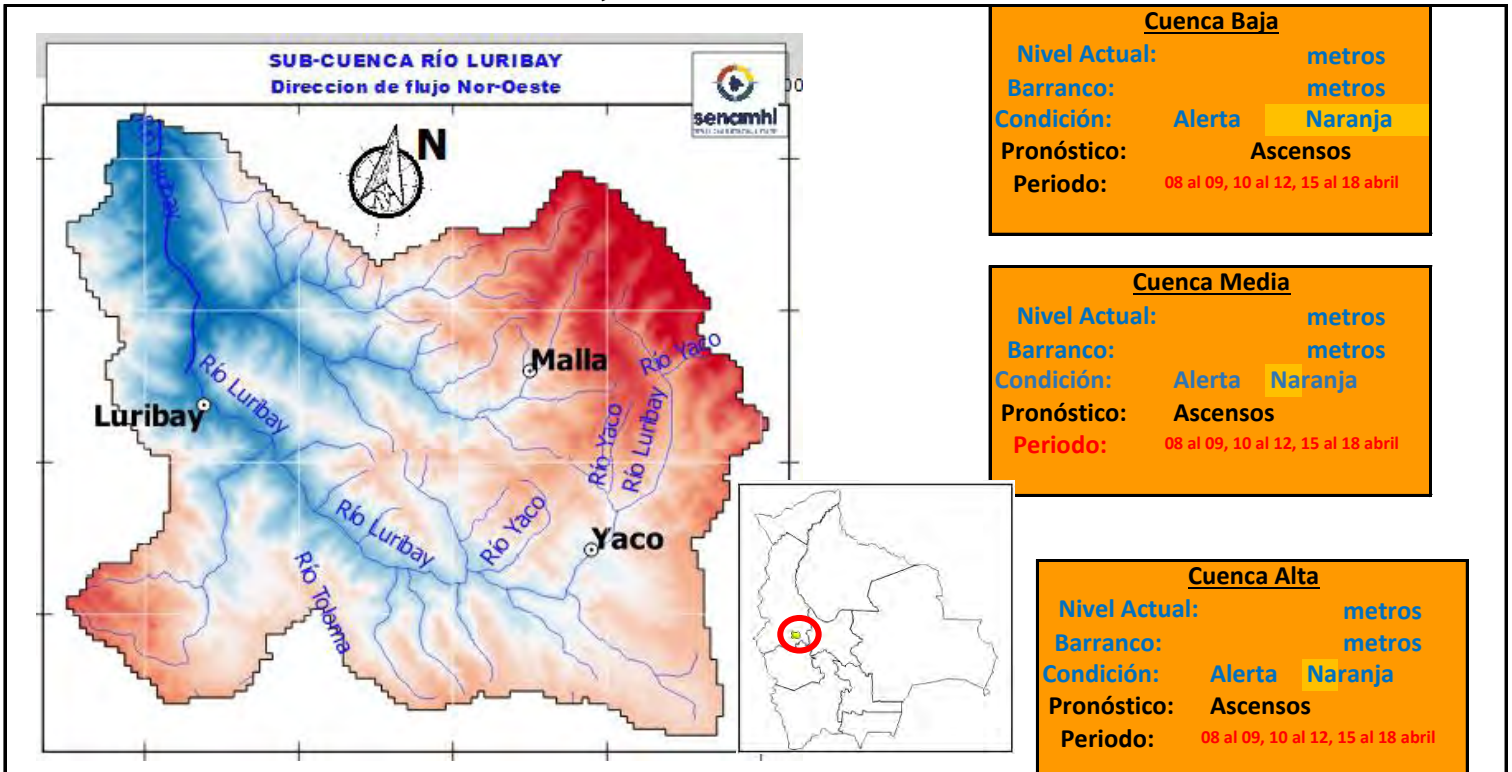 SUB-CUENCA RÍO LURIBAY
Direccion de flujo Nor-Oeste
senamhi
00
N
Río Luribay
Malla
Río Yaco
Luribay
Río Luribay
Río Yaco
Río Luribay
Río Luribay
Río Yaco
Yaco
Río Tolama
Cuenca Baja
Nivel Actual: metros
Barranco: metros
Condición: Alerta Naranja
Pronóstico: Ascensos
Periodo: 08 al 09, 10 al 12, 15 al 18 abril
Cuenca Media
Nivel Actual: metros
Barranco: metros
Condición: Alerta Naranja
Pronóstico: Ascensos
Periodo: 08 al 09, 10 al 12, 15 al 18 abril
Cuenca Alta
Nivel Actual: metros
Barranco: metros
Condición: Alerta Naranja
Pronóstico: Ascensos
Periodo: 08 al 09, 10 al 12, 15 al 18 abril